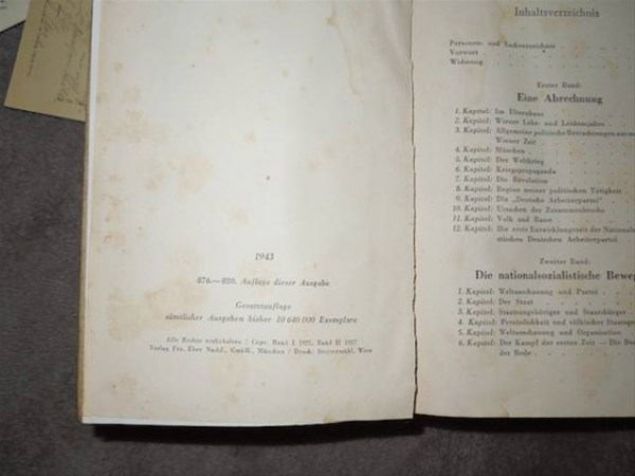 1943
876.—880. Auflage dieser Ausgabe
Gesamtauflage
sämtlicher Ausgaben bisher 10 640 000 Exemplare
Alle Rechte vorbehalten / Copr. Band I 1925, Band II 1927
Verlag Frz. Eher Nachf., GmbH., München / Druck:
Inhaltsverzeichnis
Personen- und Sachverzeichnis
Vorwort
Widmung
Erster Band:
Eine Abrechnung
1. Kapitel: Im Elternhaus
2. Kapitel: Wiener Lehr- und Leidensjahre
3. Kapitel: Allgemeine politische Betrachtungen aus
Wiener Zeit
4. Kapitel: München
5. Kapitel: Der Weltkrieg
6. Kapitel: Kriegspropaganda
7. Kapitel: Die Revolution
8. Kapitel: Beginn meiner politischen Tätigkeit
9. Kapitel: Die „Deutsche Arbeiterpartei“
10. Kapitel: Ursachen des Zusammenbruchs
11. Kapitel: Volk und Rasse
12. Kapitel: Die erste Entwicklungszeit der National
stischen Deutschen Arbeiterpartei
Zweiter Band:
Die nationalsozialistische Beweg
1. Kapitel: Weltanschauung und Partei
2. Kapitel: Der Staat
3. Kapitel: Staatsangehöriger und Staatsbürger
4. Kapitel: Persönlichkeit und völkischer Staatsge
5. Kapitel: Weltanschauung und Organisation
6. Kapitel: Der Kampf der ersten Zeit — Die Be
der Rede